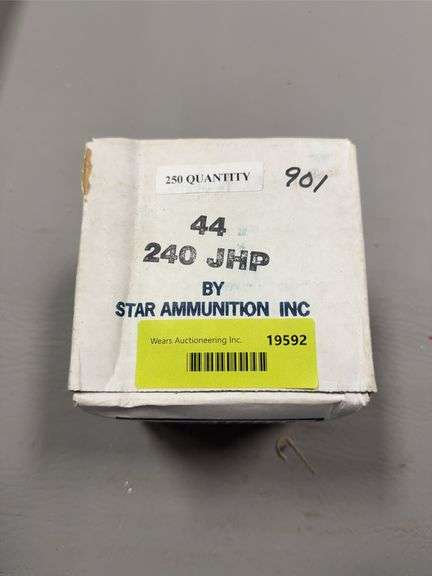 250 QUANTITY
901
44
240 JHP
BY
STAR AMMUNITION INC
Wears Auctioneering Inc. 19592